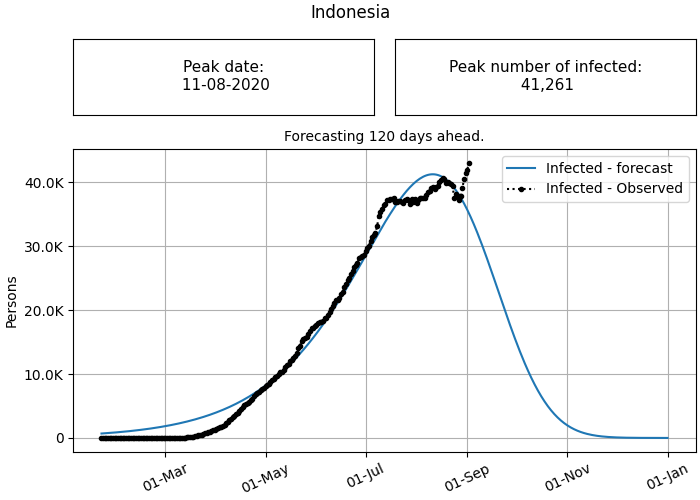 Indonesia
Peak date:
11-08-2020
Peak number of infected:
41,261
Forecasting 120 days ahead.
Infected - forecast
Infected - Observed
40.0K
30.0K
20.0K
10.0K
0
Persons
01-Mar
01-May
01-Jul
01-Sep
01-Nov
01-Jan